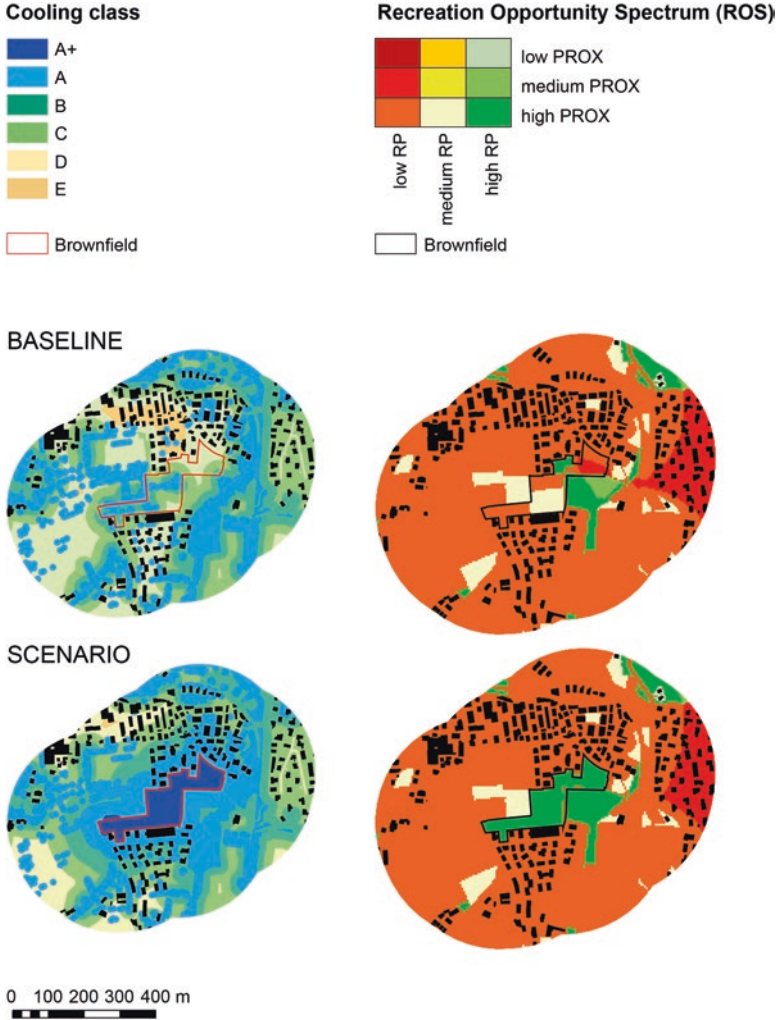 Cooling class
A+
A
B
C
D
E
Brownfield
Recreation Opportunity Spectrum (ROS)
low PROX
medium PROX
high PROX
low RP
medium RP
high RP
Brownfield
BASELINE
SCENARIO
0 100 200 300 400 m